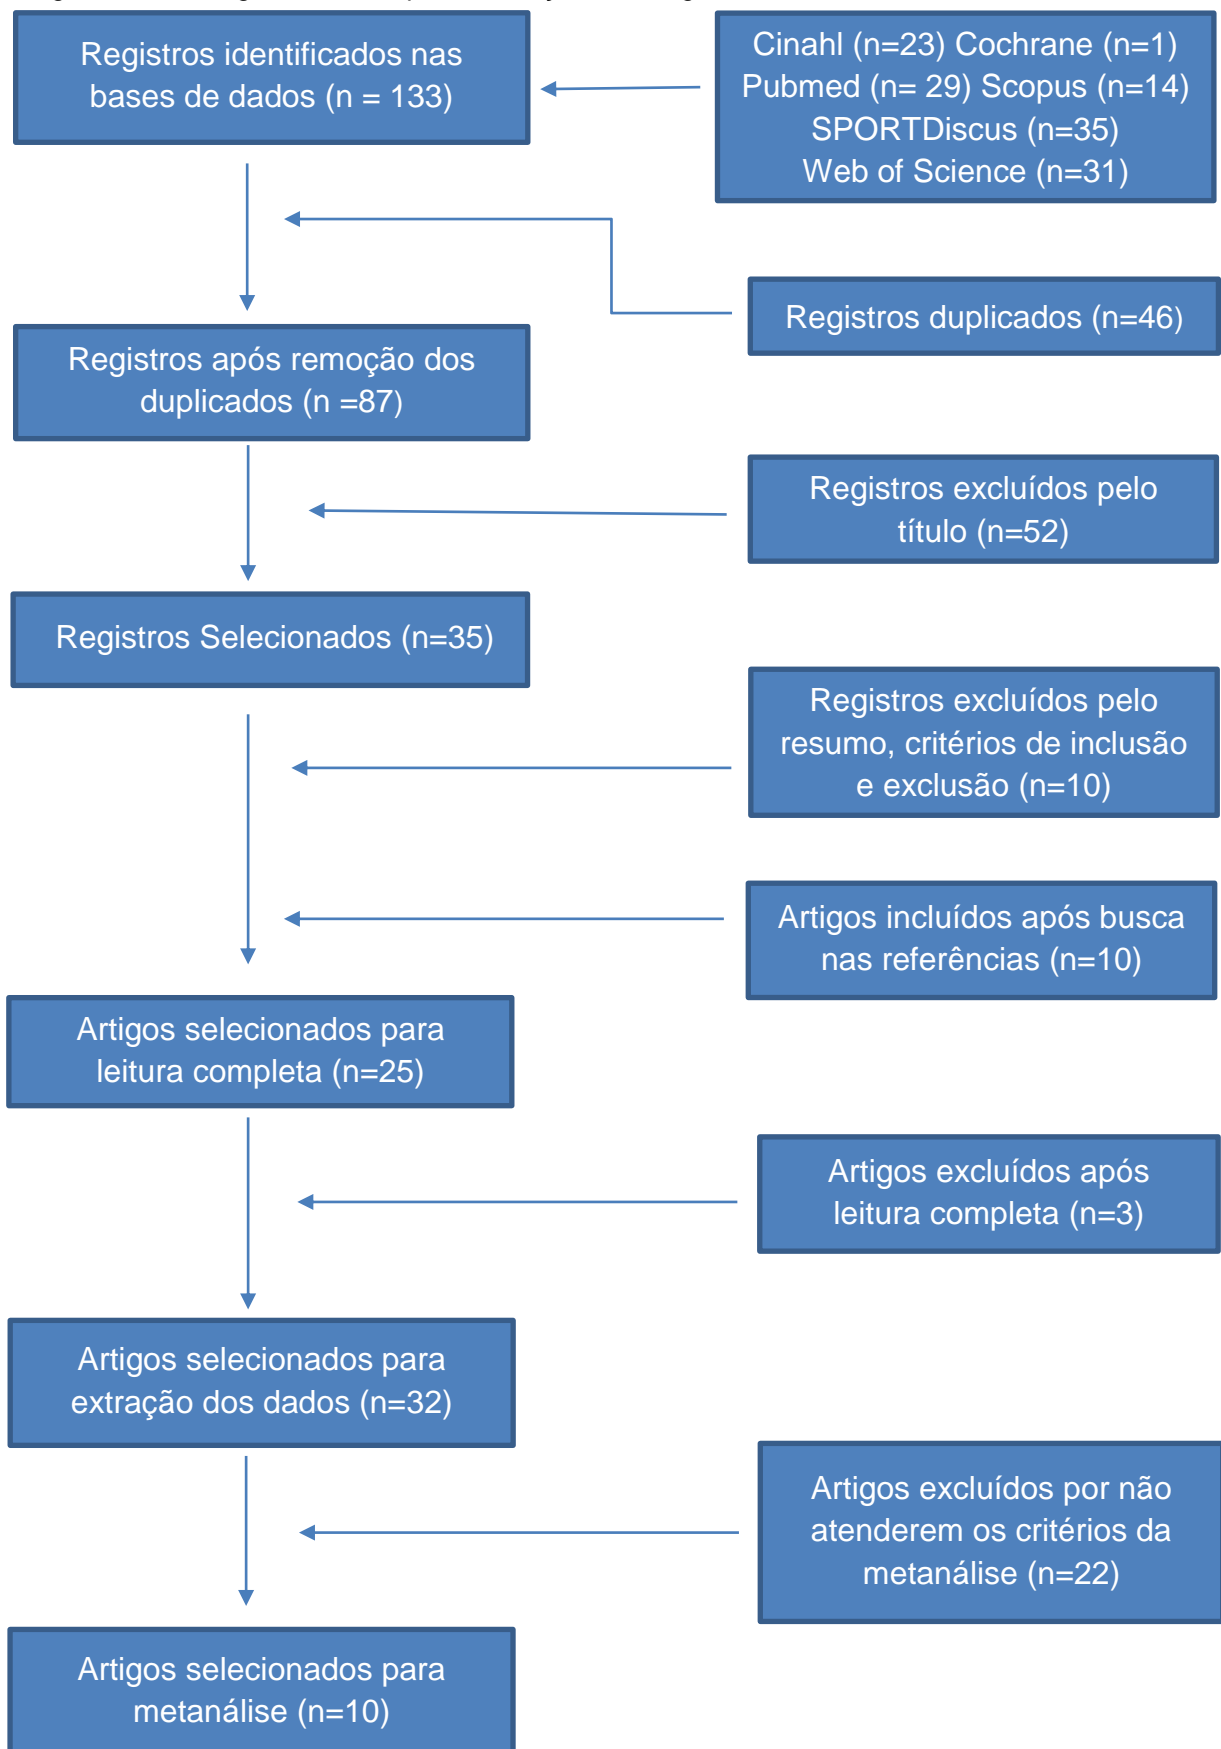 Registros identificados nas
bases de dados (n = 133)
Cinahl (n=23) Cochrane (n=1)
Pubmed (n= 29) Scopus (n=14)
SPORTDiscus (n=35)
Web of Science (n=31)
Registros duplicados (n=46)
Registros após remoção dos
duplicados (n =87)
Registros excluídos pelo
título (n=52)
Registros Selecionados (n=35)
Registros excluídos pelo
resumo, critérios de inclusão
e exclusão (n=10)
Artigos incluídos após busca
nas referências (n=10)
Artigos selecionados para
leitura completa (n=25)
Artigos excluídos após
leitura completa (n=3)
Artigos selecionados para
extração dos dados (n=32)
Artigos excluídos por não
atenderem os critérios da
metanálise (n=22)
Artigos selecionados para
metanálise (n=10)